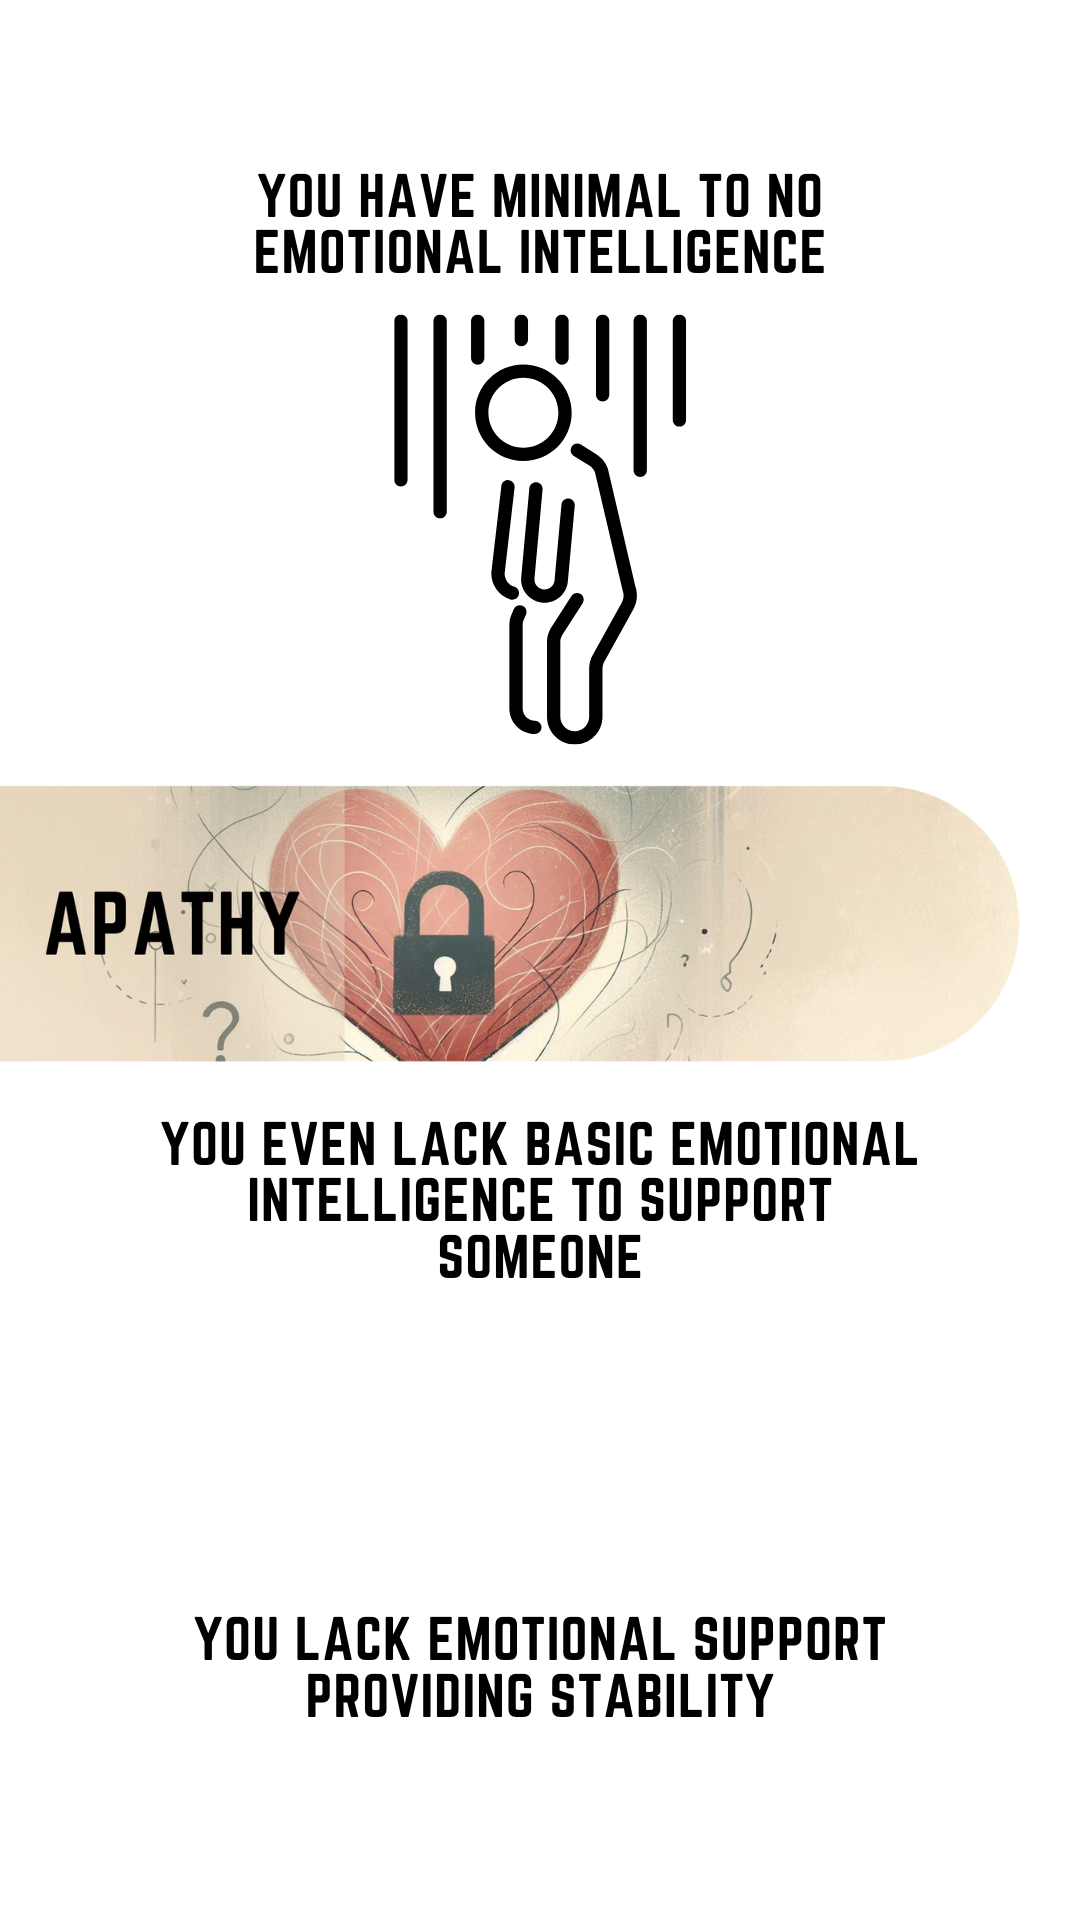 YOU HAVE MINIMAL TO NO
EMOTIONAL INTELLIGENCE
APATHY
?
?
?
YOU EVEN LACK BASIC EMOTIONAL
INTELLIGENCE TO SUPPORT
SOMEONE
YOU LACK EMOTIONAL SUPPORT
PROVIDING STABILITY